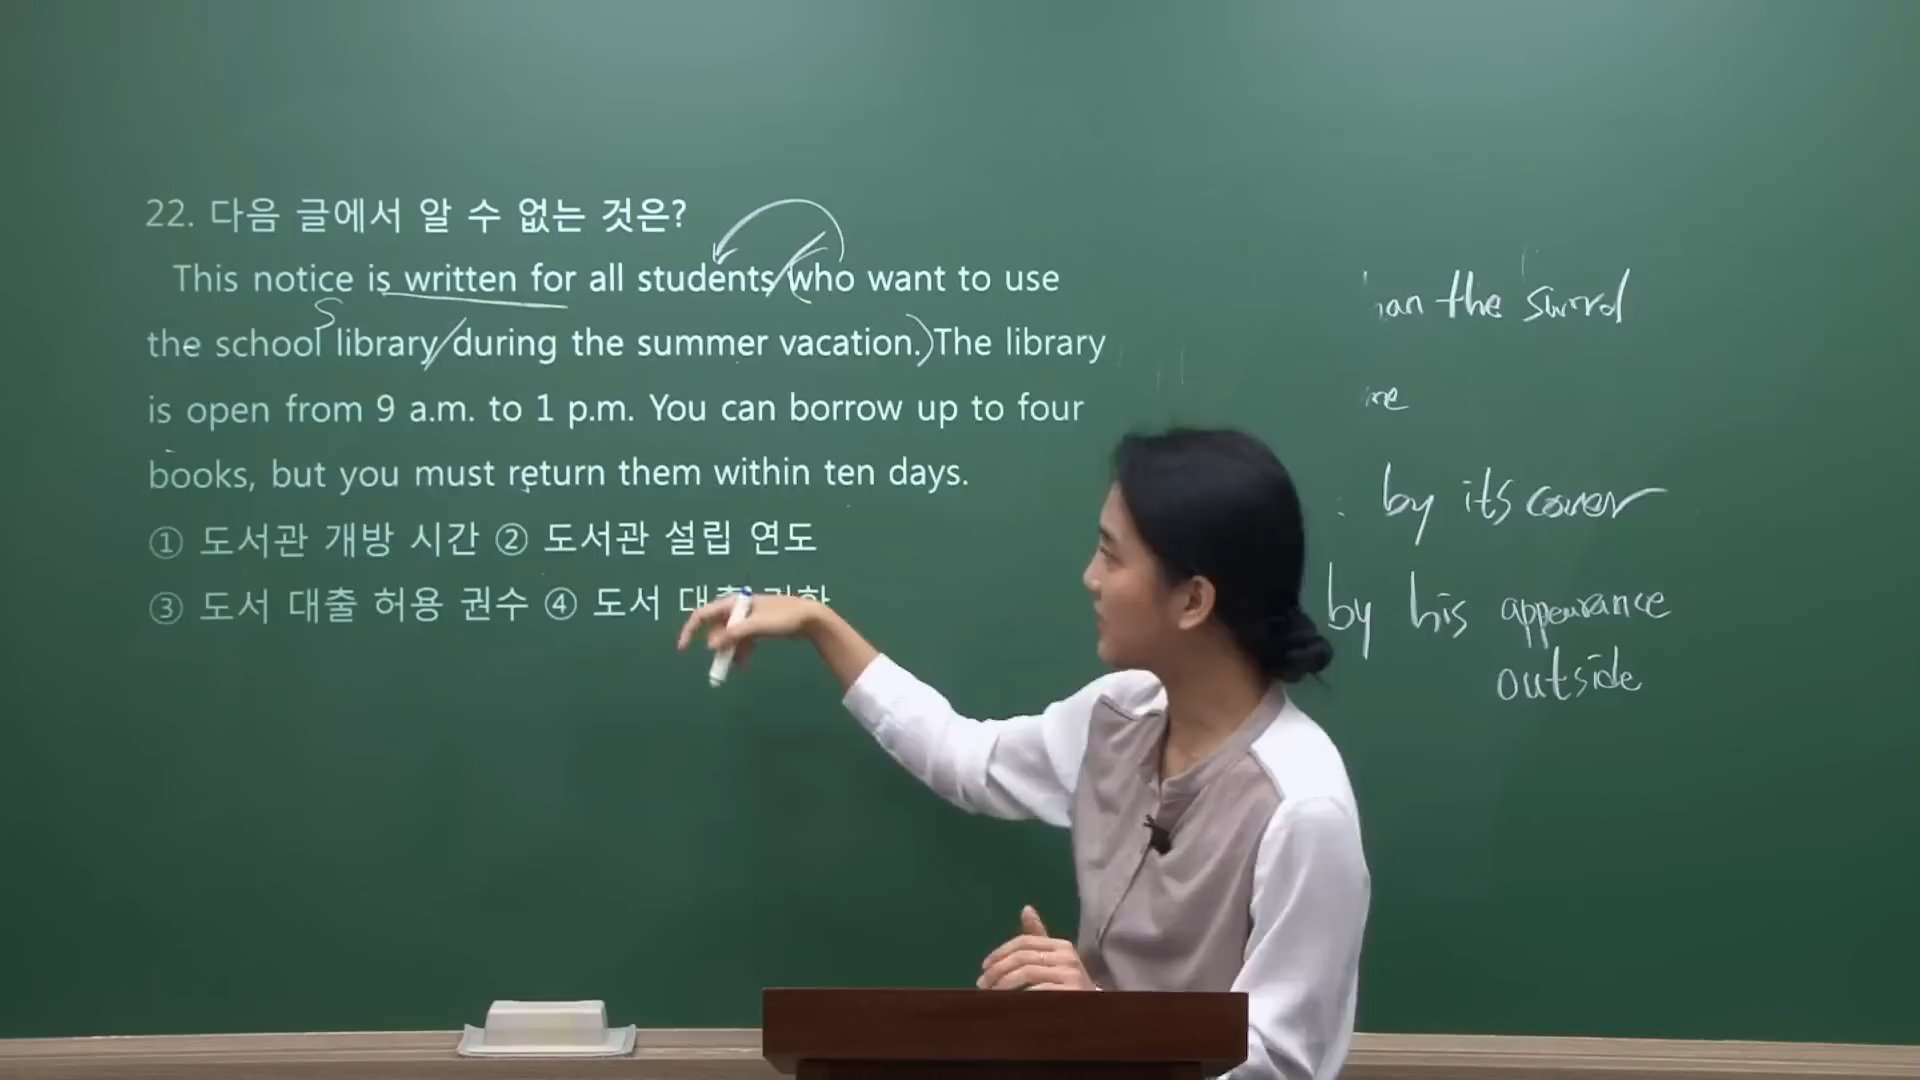 22. 다음 글에서 알 수 없는 것은?
This notice is written for all students who want to use
the school library during the summer vacation. The library
is open from 9 a.m. to 1 p.m. You can borrow up to four
books, but you must return them within ten days.
① 도서관 개방 시간 ② 도서관 설립 연도
③ 도서 대출 허용 권수 ④ 도서 대출
the sword
by its cover
by his appearance
outside